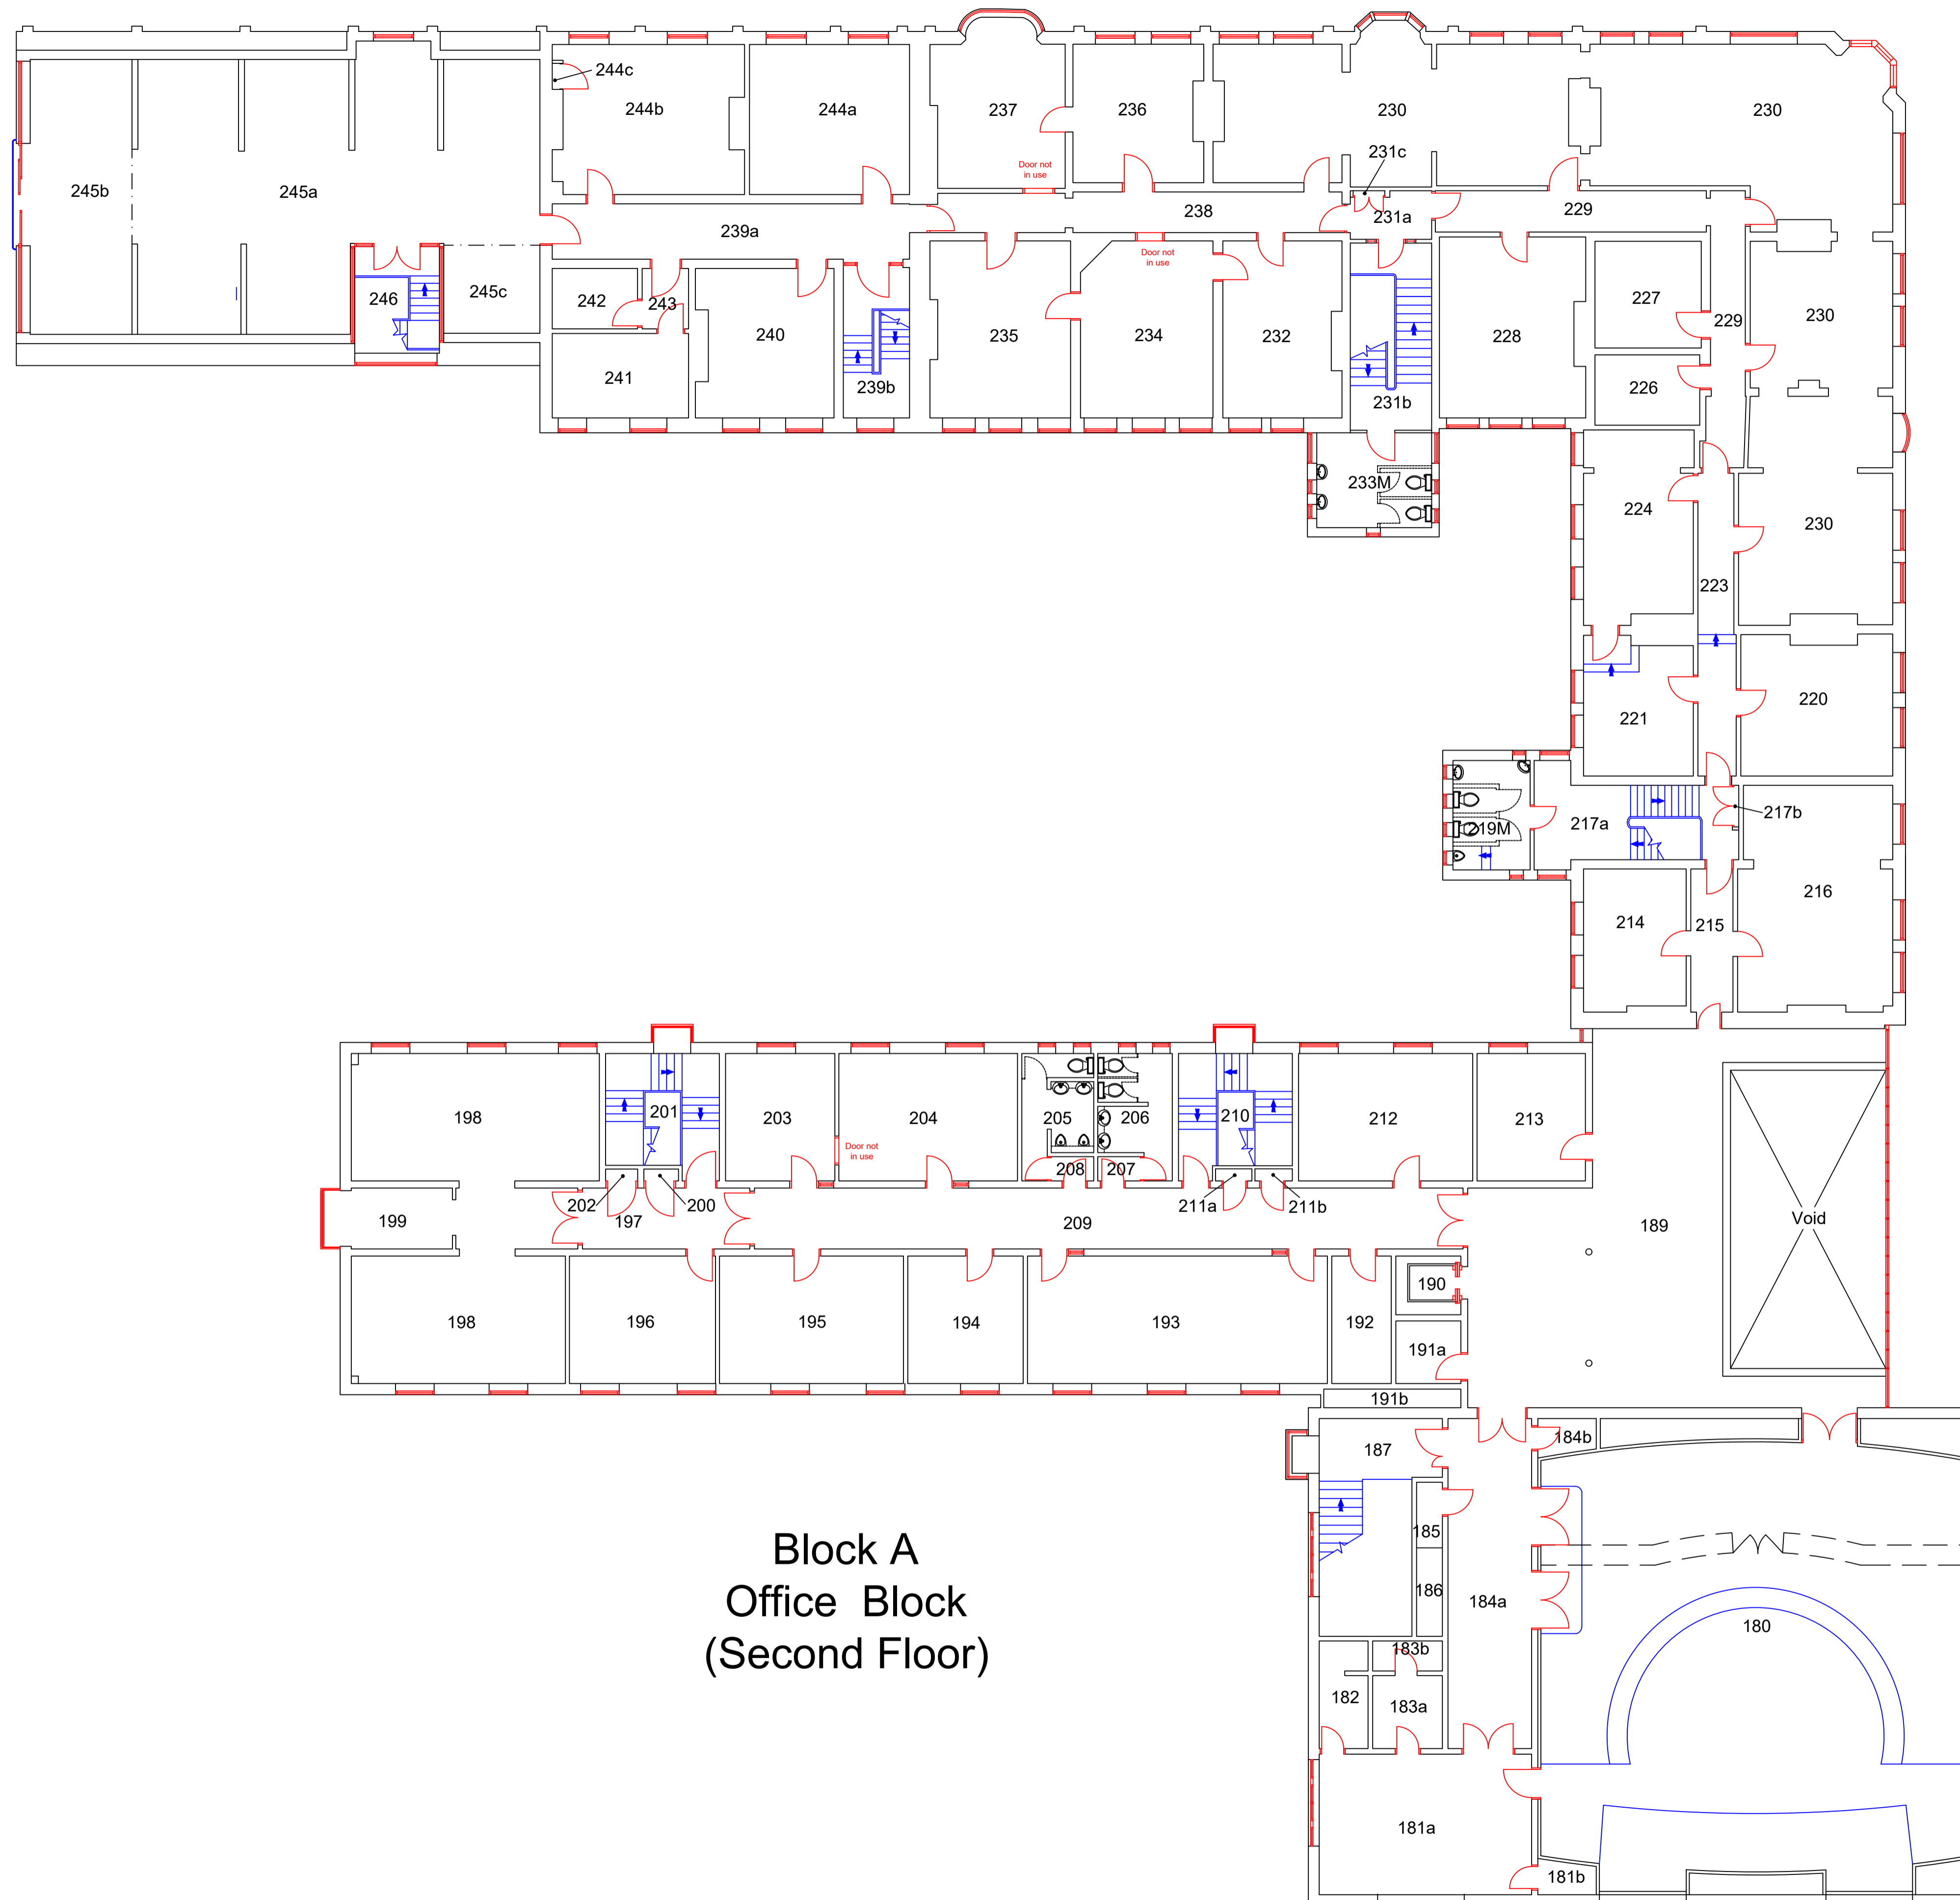 244c
244b
244a
237
236
230
230
231c
Door not
in use
245b
245a
238
231a
229
239a
Door not
in use
246
245c
242
243
240
239b
241
235
234
232
231b
228
227
229
226
230
233M
224
230
223
221
220
217b
217a
219M
216
214
215
198
201
203
204
205
206
210
212
213
Door not
in use
208
207
202
200
211a
211b
199
197
209
189
Void
190
198
196
195
194
193
192
191a
191b
187
184b
185
186
184a
180
183b
182
183a
181a
181b
Block A
Office Block
(Second Floor)